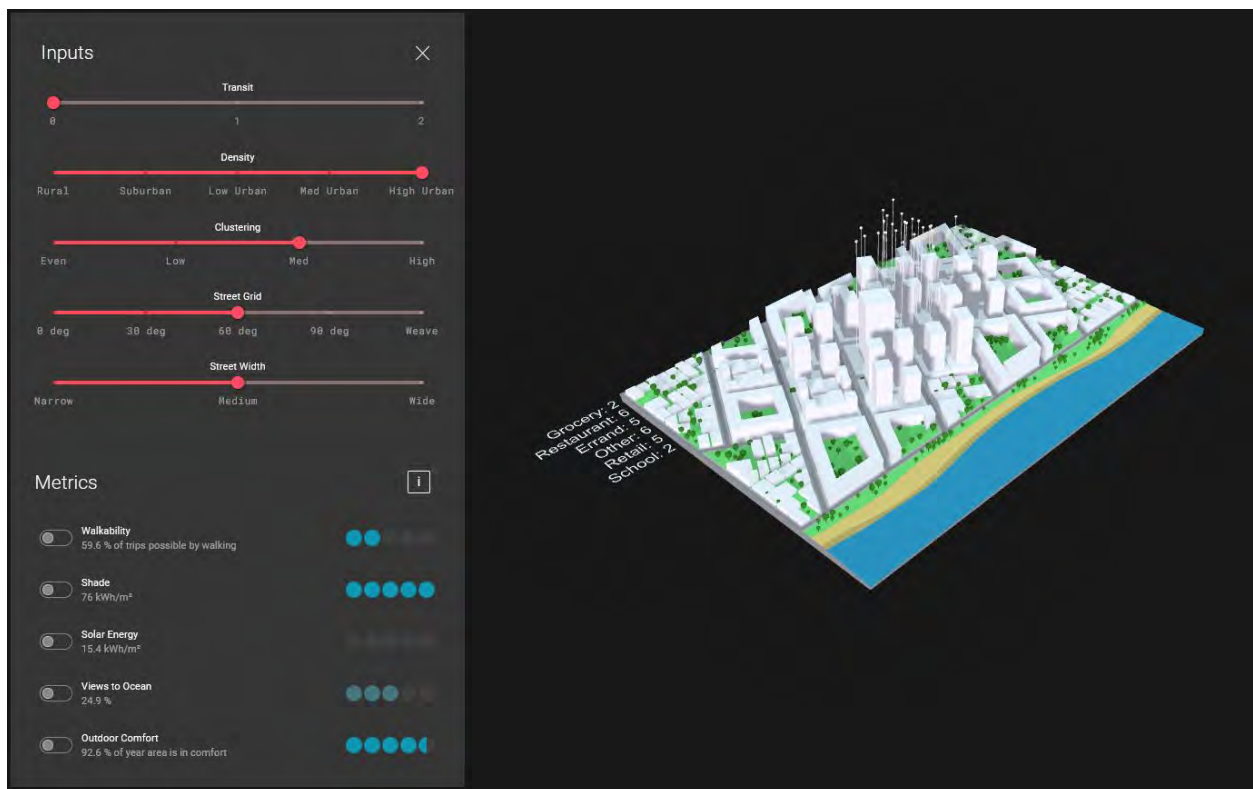 Inputs
Transit
0 1 2
Density
Rural Suburban Low Urban Med Urban High Urban
Clustering
Even Low Med High
Street Grid
0 deg 30 deg 60 deg 90 deg Weave
Street Width
Narrow Medium Wide
Metrics i
Walkability
59.6 % of trips possible by walking
Shade
76 kWh/m²
Solar Energy
15.4 kWh/m²
Views to Ocean
24.9 %
Outdoor Comfort
92.6 % of year area is in comfort
Grocery: 2
Restaurant: 6
Errand: 5
Other: 6
Retail: 5
School: 2